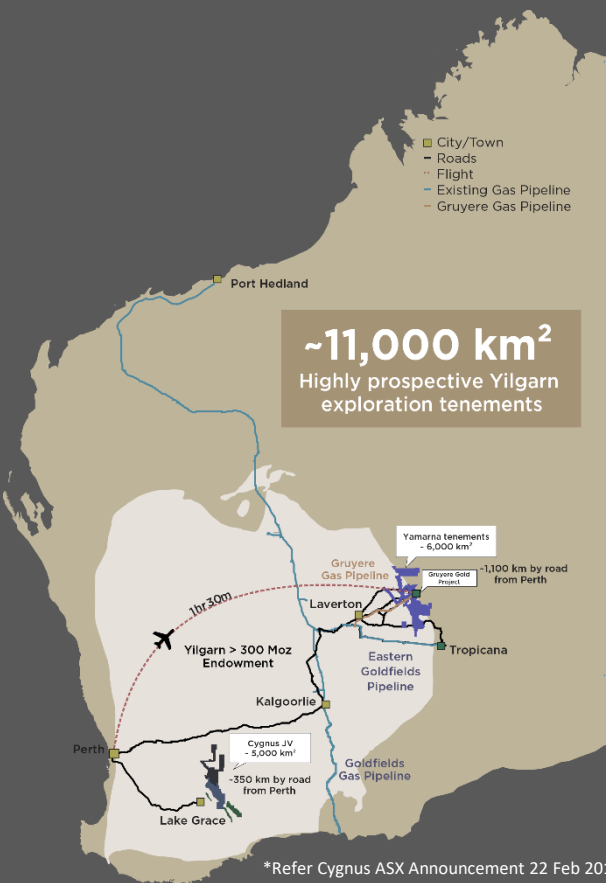 City/Town
Roads
Flight
Existing Gas Pipeline
Gruyere Gas Pipeline
Port Hedland
~11,000 km²
Highly prospective Yilgarn
exploration tenements
Yamarna tenements
~ 6,000 km²
Gruyere
Gas Pipeline
Gruyere Gold
Project
~1,100 km by road
from Perth
1hr30m
Laverton
Yilgarn > 300 Moz
Endowment
Tropicana
Eastern
Goldfields
Pipeline
Kalgoorlie
Perth
Cygnus JV
~ 5,000 km²
~350 km by road
from Perth
Goldfields
Gas Pipeline
Lake Grace
*Refer Cygnus ASX Announcement 22 Feb